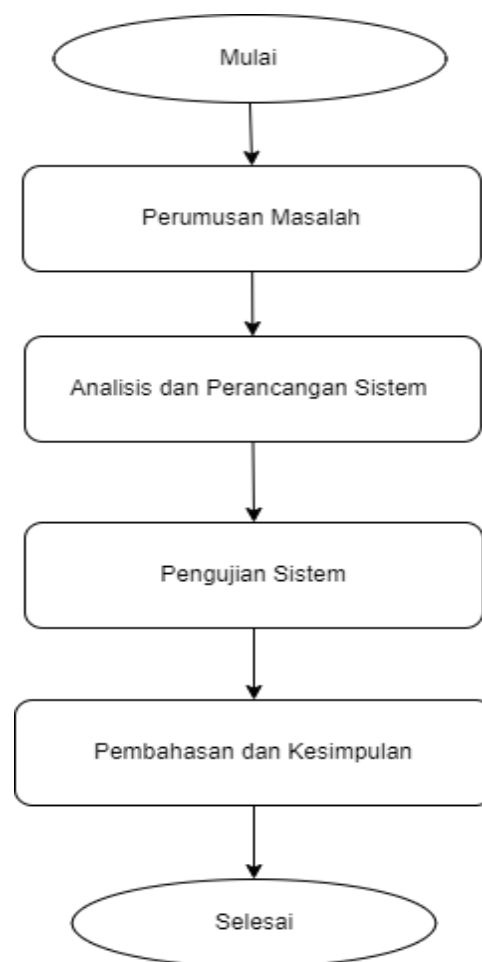 Mulai
Perumusan Masalah
Analisis dan Perancangan Sistem
Pengujian Sistem
Pembahasan dan Kesimpulan
Selesai